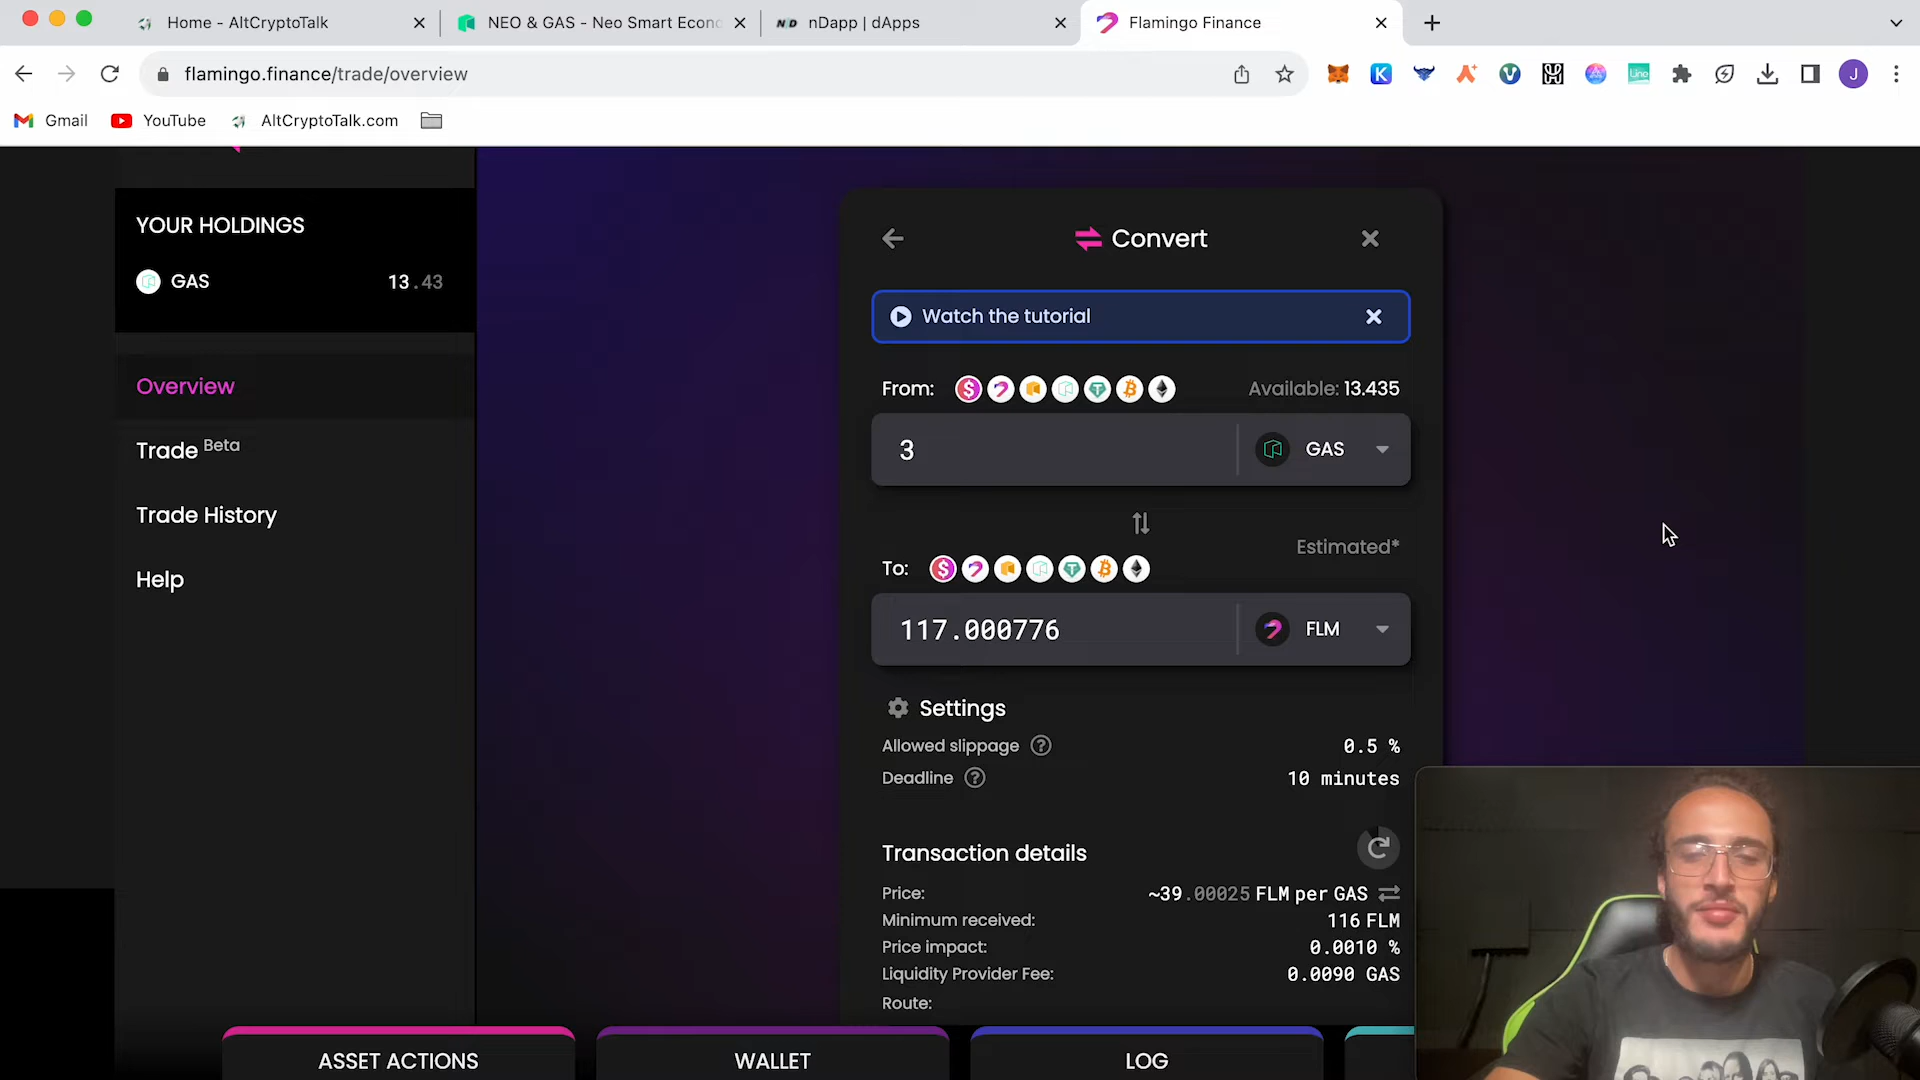 Home - AltCryptoTalk
NEO & GAS - Neo Smart Econ
nDapp | dApps
Flamingo Finance
flamingo.finance/trade/overview
Gmail
YouTube
AltCryptoTalk.com
YOUR HOLDINGS
GAS 13.43
Overview
Trade Beta
Trade History
Help
Convert
Watch the tutorial
From: Available: 13.435
3 GAS
Estimated*
To:
117.000776 FLM
Settings
Allowed slippage ? 0.5 %
Deadline ? 10 minutes
Transaction details
Price: ~39.00025 FLM per GAS
Minimum received: 116 FLM
Price impact: 0.0010 %
Liquidity Provider Fee: 0.0090 GAS
Route:
ASSET ACTIONS
WALLET
LOG